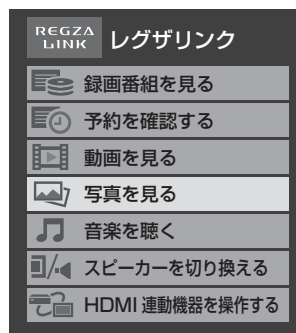 REGZA
LINK レグザリンク
録画番組を見る
予約を確認する
動画を見る
写真を見る
音楽を聴く
スピーカーを切り換える
HDMI 連動機器を操作する